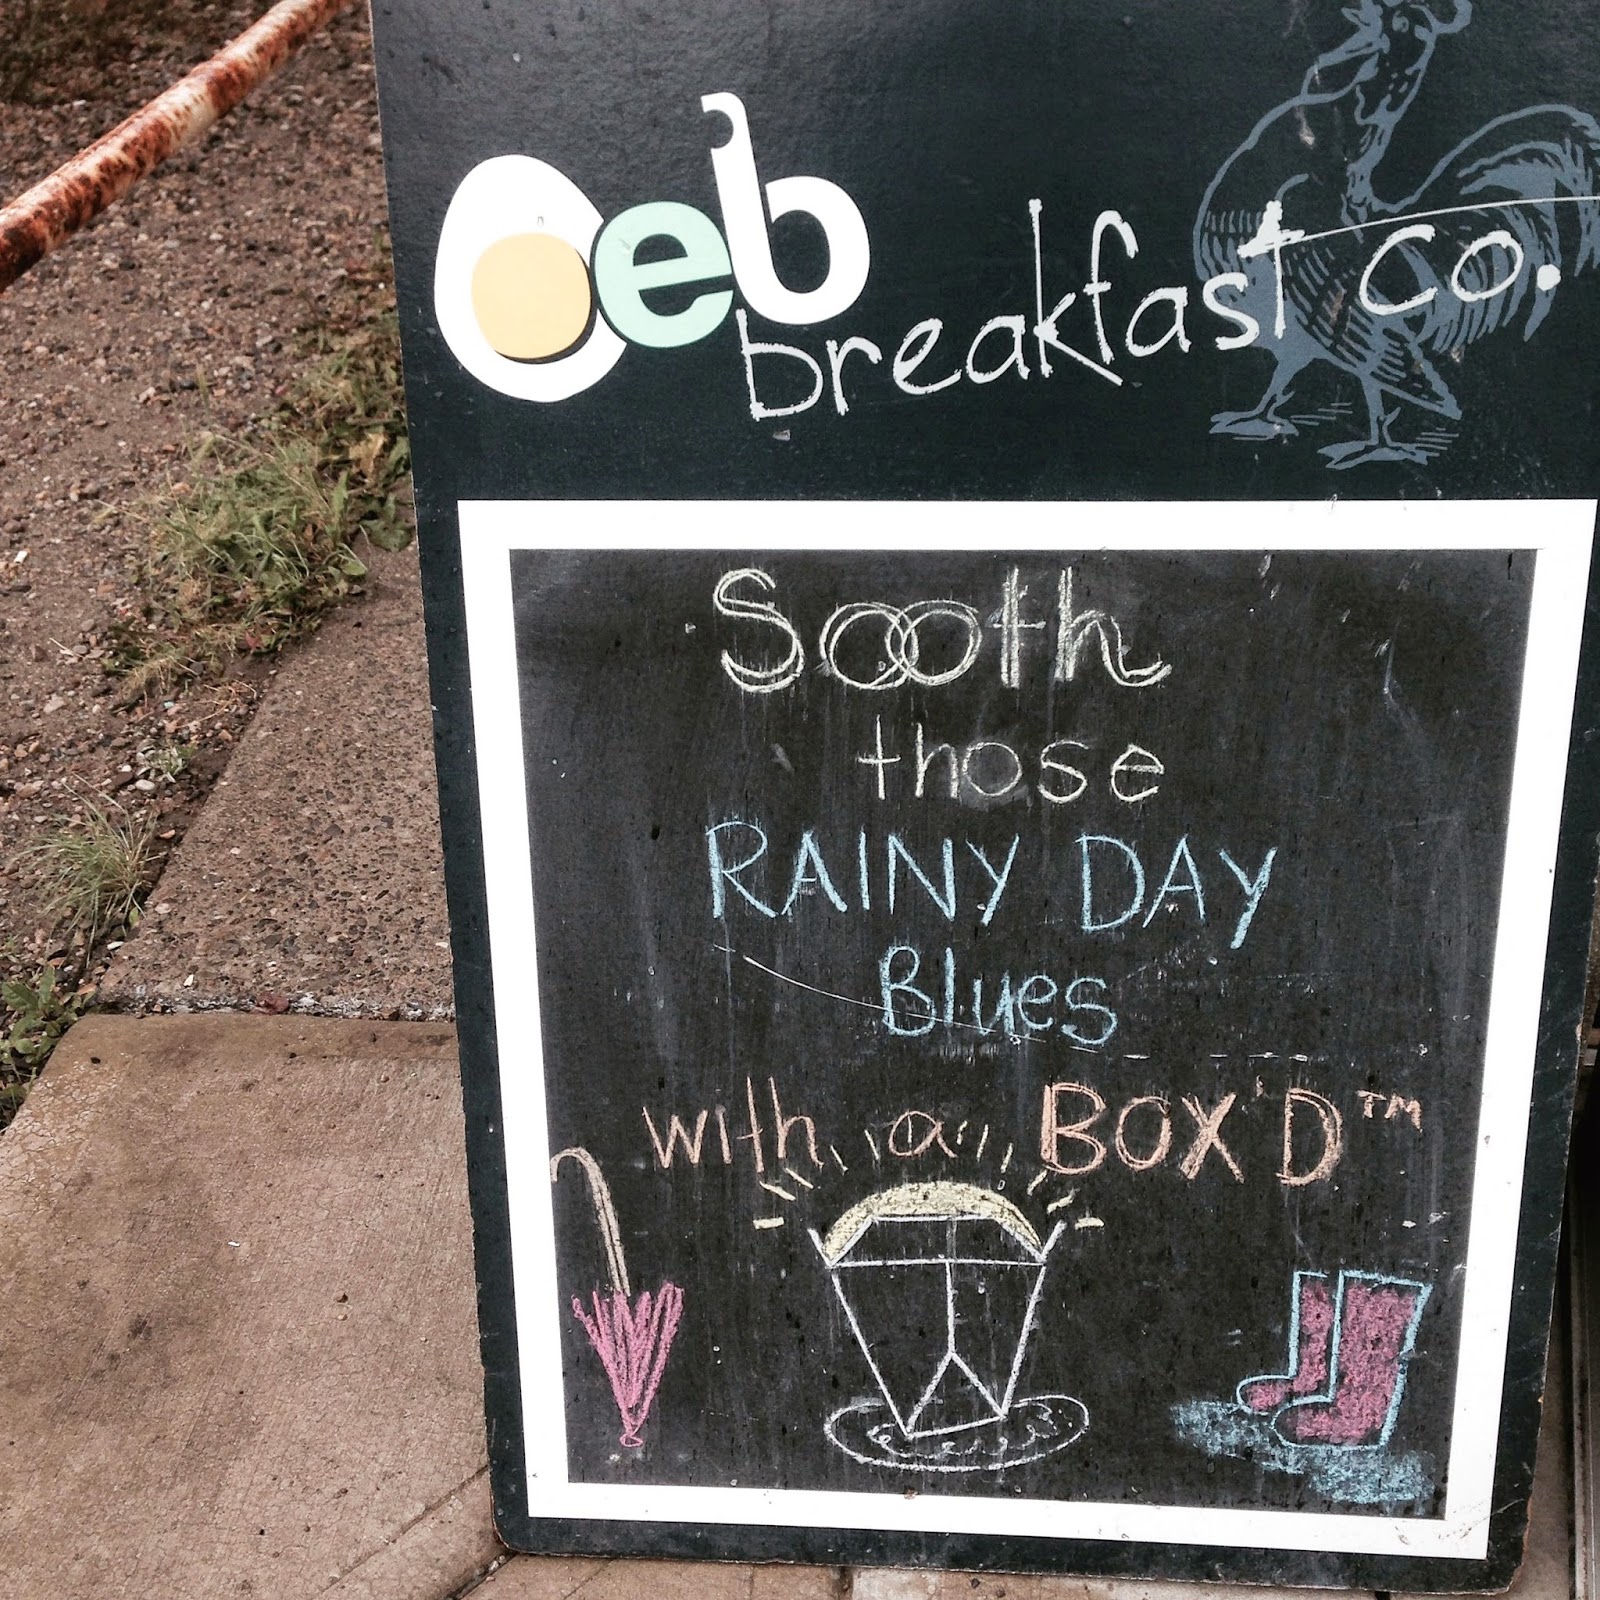 oeb
breakfast co.
Sooth
those
RAINY DAY
Blues
with a BOX'D™